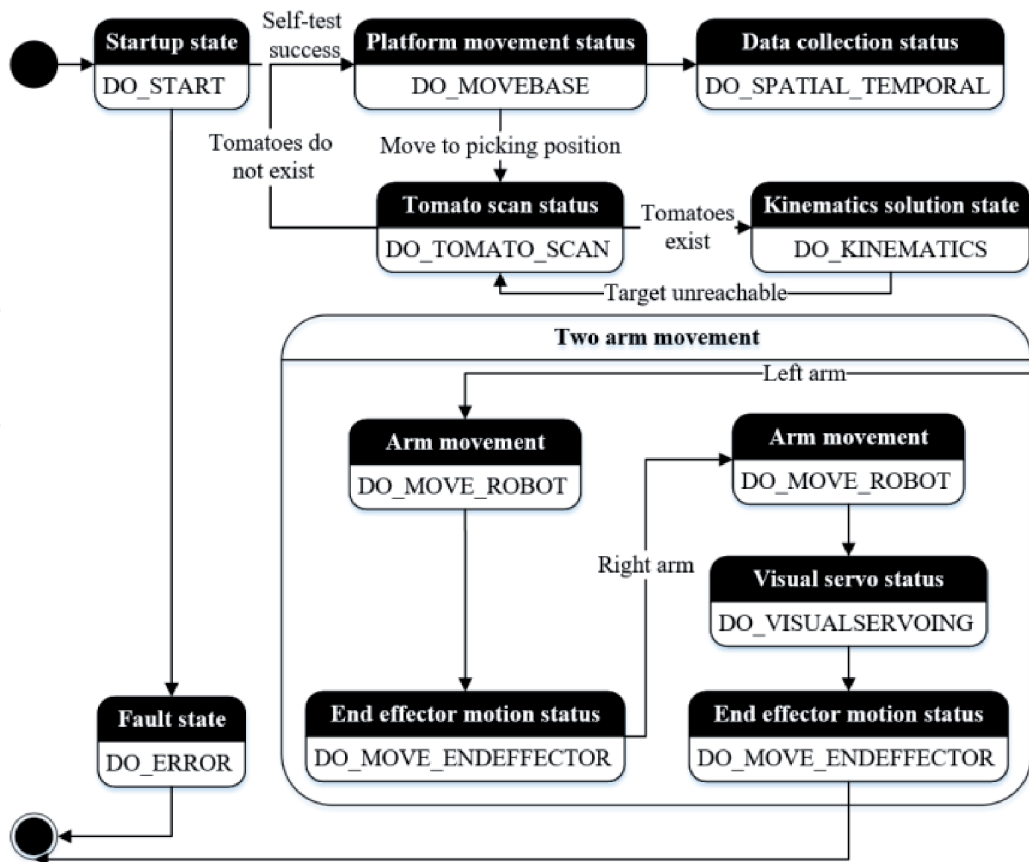 Self-test
success
Startup state
DO_START
Platform movement status
DO_MOVEBASE
Data collection status
DO_SPATIAL_TEMPORAL
Tomatoes do
not exist
Move to picking position
Tomato scan status
DO_TOMATO_SCAN
Tomatoes
exist
Kinematics solution state
DO_KINEMATICS
Target unreachable
Two arm movement
Left arm
Arm movement
DO_MOVE_ROBOT
Arm movement
DO_MOVE_ROBOT
Right arm
Visual servo status
DO_VISUALSERVOING
Fault state
DO_ERROR
End effector motion status
DO_MOVE_ENDEFFECTOR
End effector motion status
DO_MOVE_ENDEFFECTOR